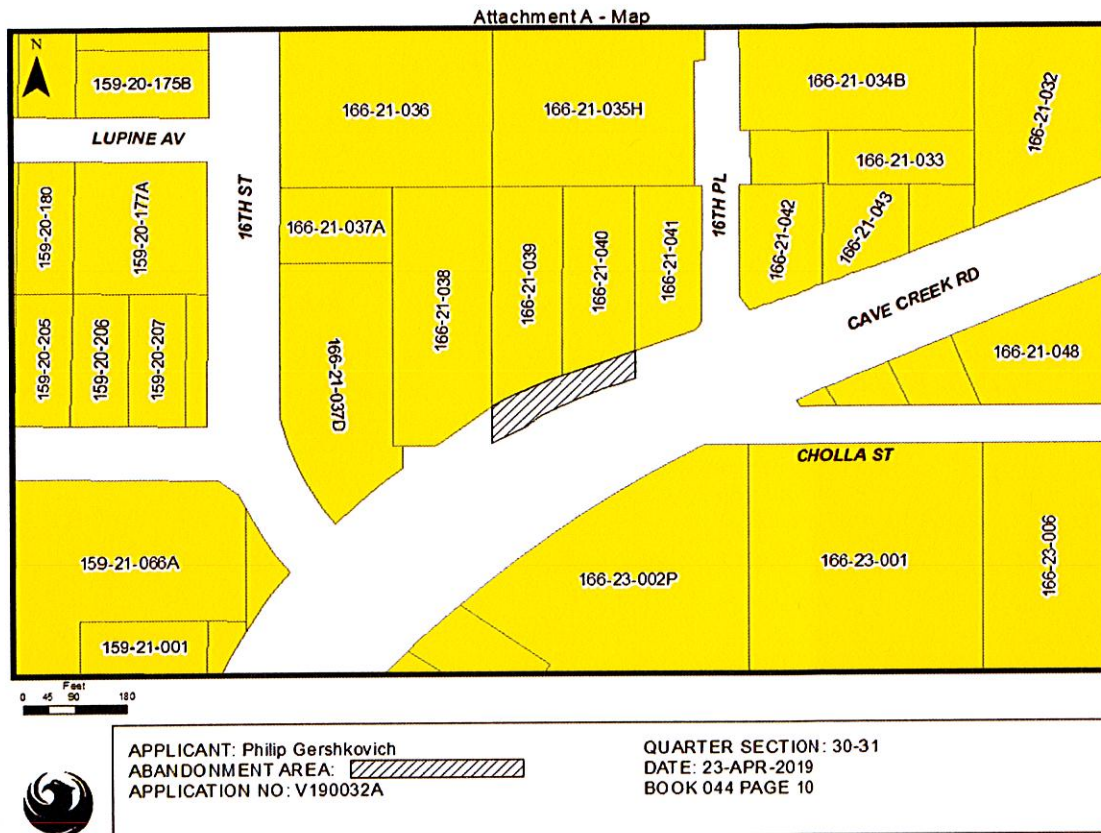 Attachment A - Map
N
159-20-175B
LUPINE AV
159-20-180
159-20-177A
159-20-205
159-20-206
159-20-207
16TH ST
166-21-036
166-21-035H
166-21-037A
166-21-037D
166-21-038
166-21-039
166-21-040
166-21-041
16TH PL
166-21-034B
166-21-032
166-21-033
166-21-042
166-21-043
CAVE CREEK RD
166-21-048
CHOLLA ST
159-21-066A
159-21-001
166-23-002P
166-23-001
166-23-006
Feet
0 45 90 180
APPLICANT: Philip Gershkovich
ABANDONMENT AREA:
APPLICATION NO: V190032A
QUARTER SECTION: 30-31
DATE: 23-APR-2019
BOOK 044 PAGE 10